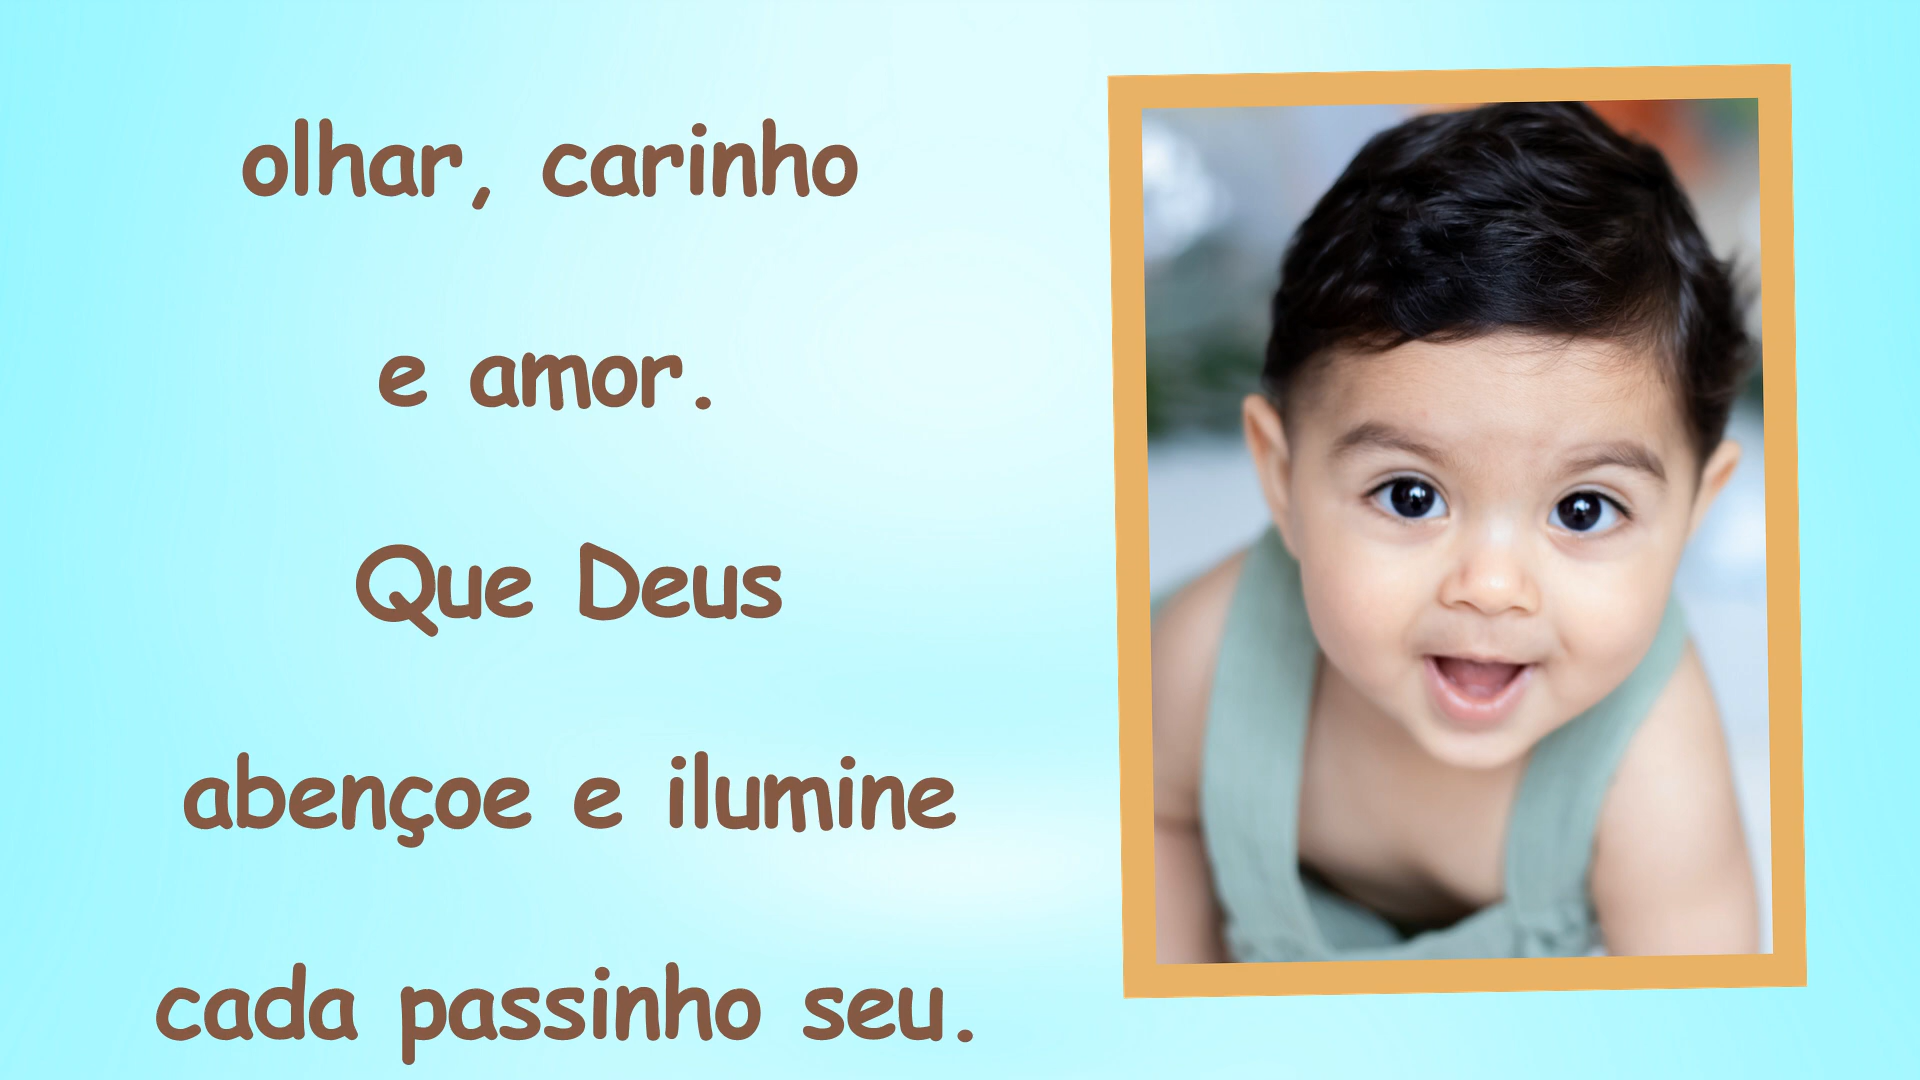 olhar, carinho
e amor.
Que Deus
abençoe e ilumine
cada passinho seu.